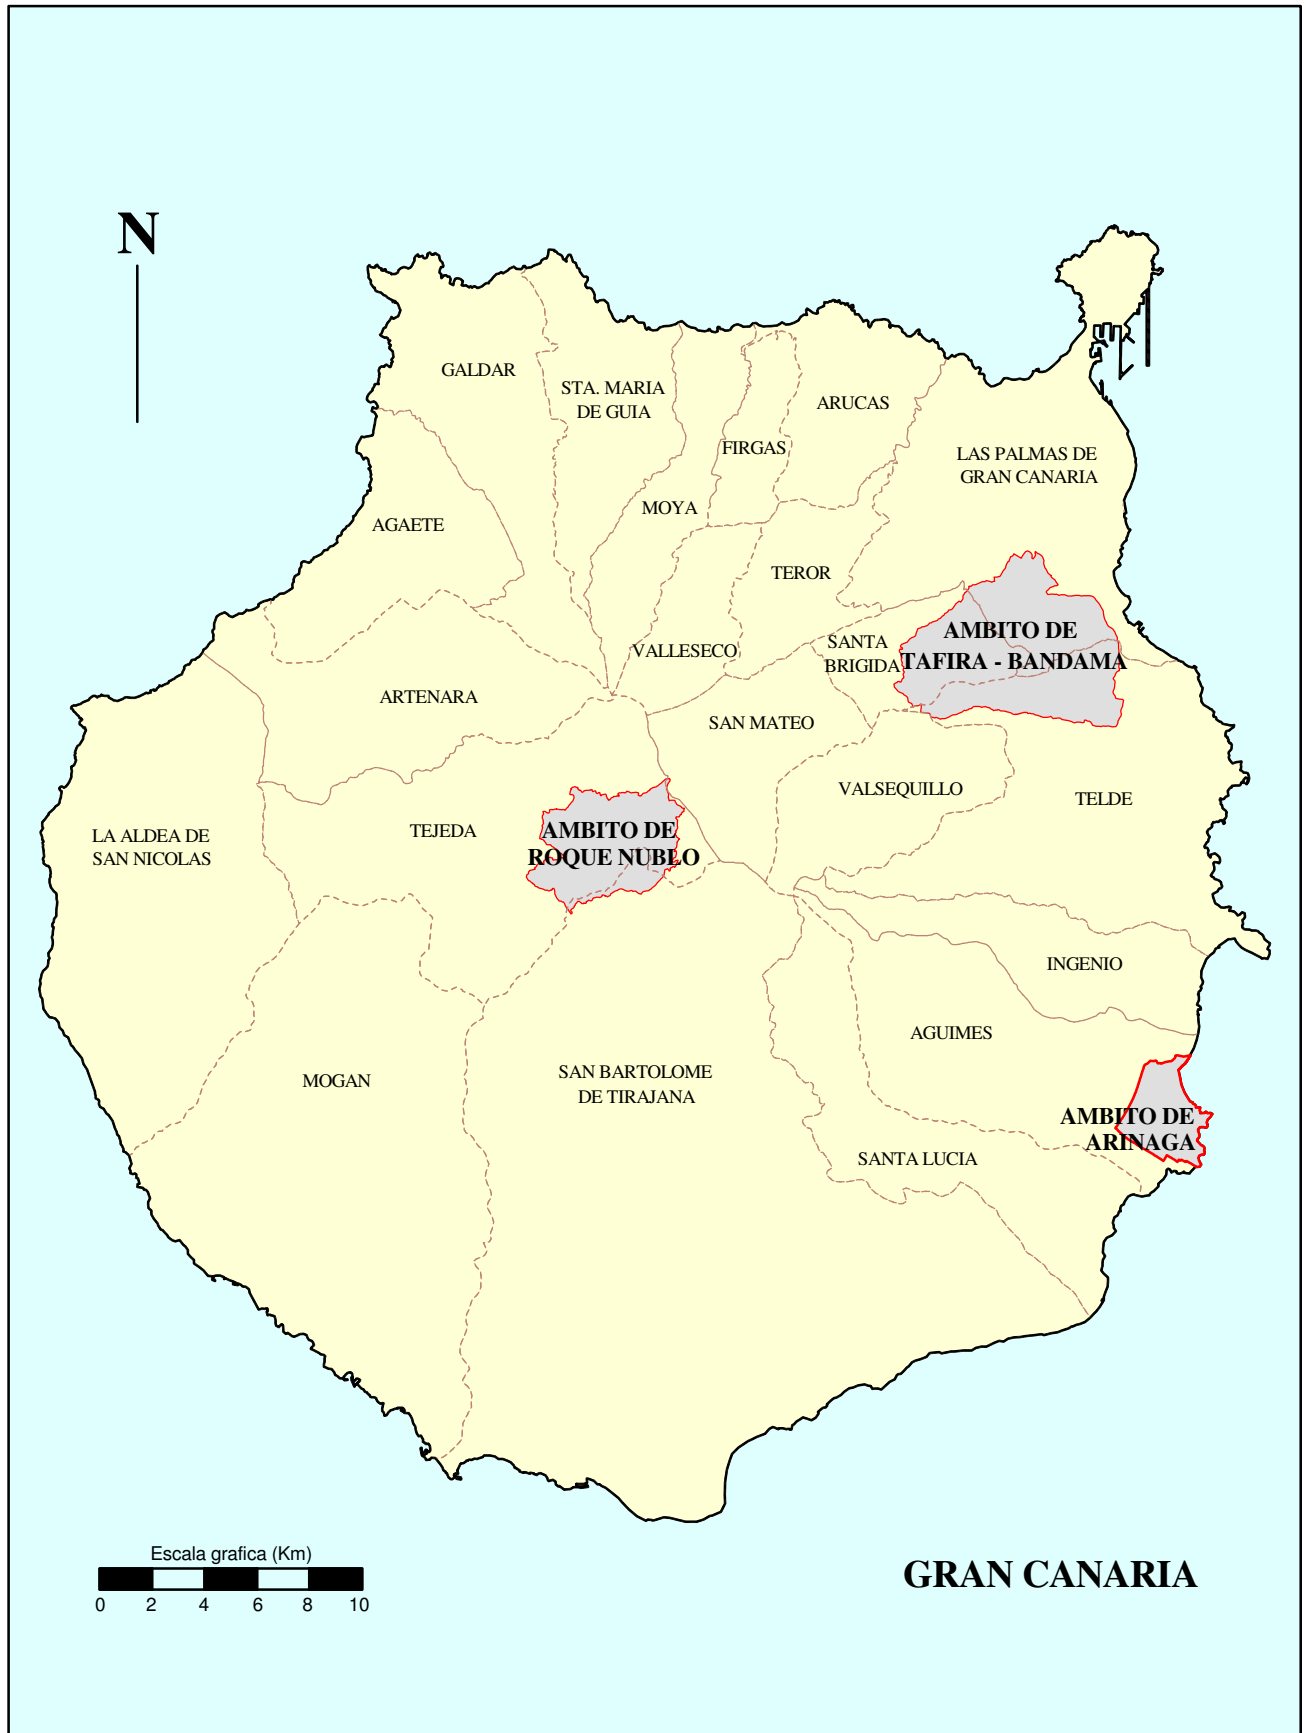 N
GALDAR
STA. MARIA
DE GUIA
ARUCAS
FIRGAS
LAS PALMAS DE
GRAN CANARIA
MOYA
AGAETE
TEROR
AMBITO DE
TAFIRA - BANDAMA
SANTA
BRIGIDA
VALLESECO
ARTENARA
SAN MATEO
VALSEQUILLO
TELDE
LA ALDEA DE
SAN NICOLAS
TEJEDA
AMBITO DE
ROQUE NUBLO
INGENIO
AGUIMES
MOGAN
SAN BARTOLOME
DE TIRAJANA
AMBITO DE
ARINAGA
SANTA LUCIA
Escala grafica (Km)
0 2 4 6 8 10
GRAN CANARIA